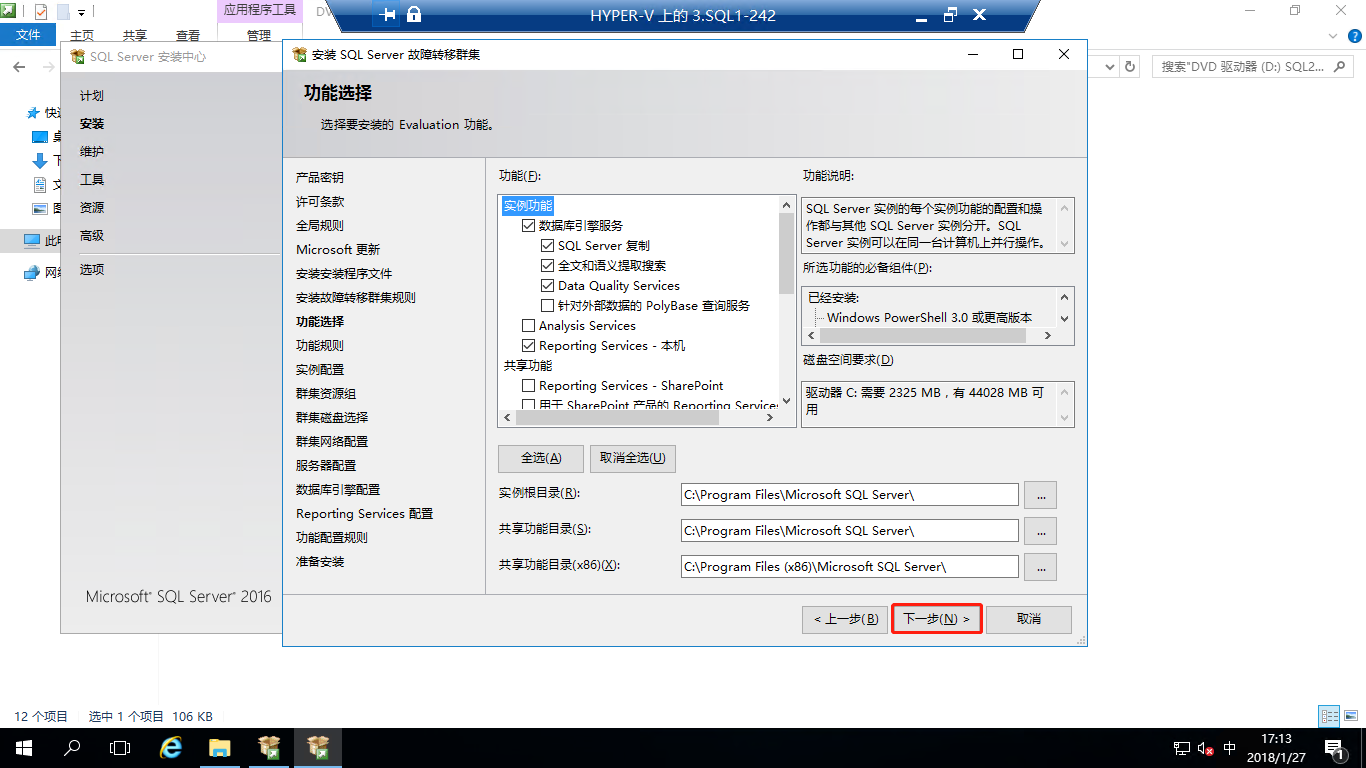 HYPER-V 上的 3.SQL1-242
应用程序工具
文件
主页
共享
查看
管理
搜索"DVD 驱动器 (D:) SQL2...
SQL Server 安装中心
计划
安装
维护
工具
资源
高级
选项
Microsoft® SQL Server® 2016
安装 SQL Server 故障转移群集
功能选择
选择要安装的 Evaluation 功能。
产品密钥
许可条款
全局规则
Microsoft 更新
安装安装程序文件
安装故障转移群集规则
功能选择
功能规则
实例配置
群集资源组
群集磁盘选择
群集网络配置
服务器配置
数据库引擎配置
Reporting Services 配置
功能配置规则
准备安装
功能(F):
实例功能
数据库引擎服务
SQL Server 复制
全文和语义提取搜索
Data Quality Services
针对外部数据的 PolyBase 查询服务
Analysis Services
Reporting Services - 本机
共享功能
Reporting Services - SharePoint
用于 SharePoint 产品的 Reporting Services
功能说明:
SQL Server 实例的每个实例功能的配置和操
作都与其他 SQL Server 实例分开。SQL
Server 实例可以在同一台计算机上并行操作。
所选功能的必备组件(P):
已经安装:
Windows PowerShell 3.0 或更高版本
磁盘空间要求(D)
驱动器 C: 需要 2325 MB，有 44028 MB 可
用
全选(A)
取消全选(U)
实例根目录(R):
C:\Program Files\Microsoft SQL Server\
...
共享功能目录(S):
C:\Program Files\Microsoft SQL Server\
...
共享功能目录(x86)(X):
C:\Program Files (x86)\Microsoft SQL Server\
...
< 上一步(B)
下一步(N) >
取消
12 个项目
选中 1 个项目
106 KB
中
17:13
2018/1/27
1